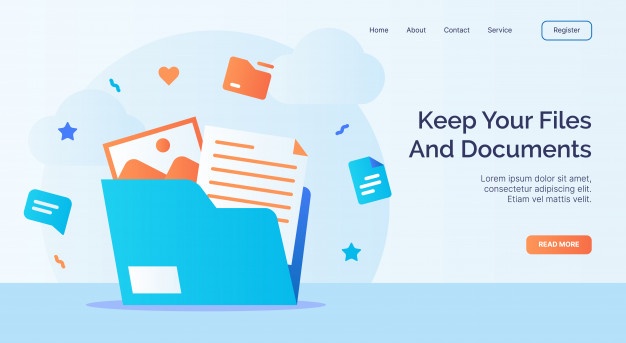 Home About Contact Service Register
Keep Your Files
And Documents
Lorem ipsum dolor sit amet,
consectetur adipiscing elit.
Etiam vel mattis velit.
READ MORE